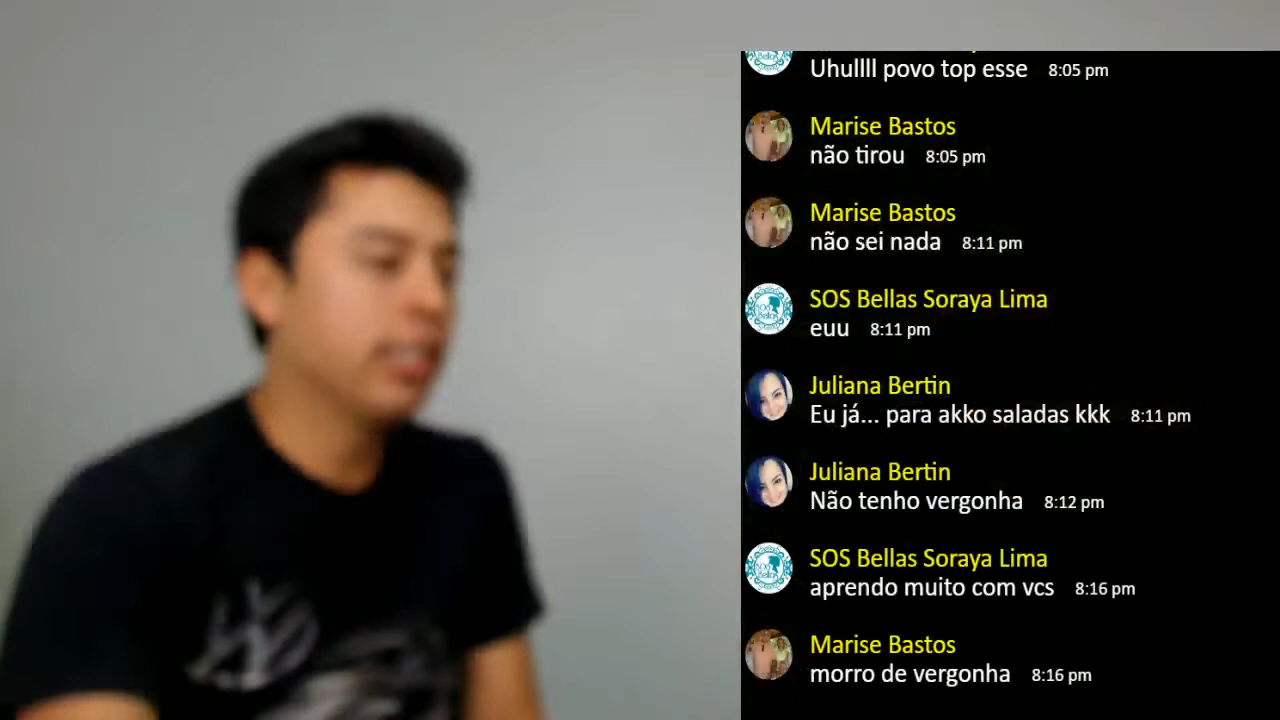 Uhullll povo top esse 8:05 pm
Marise Bastos
não tirou 8:05 pm
Marise Bastos
não sei nada 8:11 pm
SOS Bellas Soraya Lima
euu 8:11 pm
Juliana Bertin
Eu já... para akko saladas kkk 8:11 pm
Juliana Bertin
Não tenho vergonha 8:12 pm
SOS Bellas Soraya Lima
aprendo muito com vcs 8:16 pm
Marise Bastos
morro de vergonha 8:16 pm